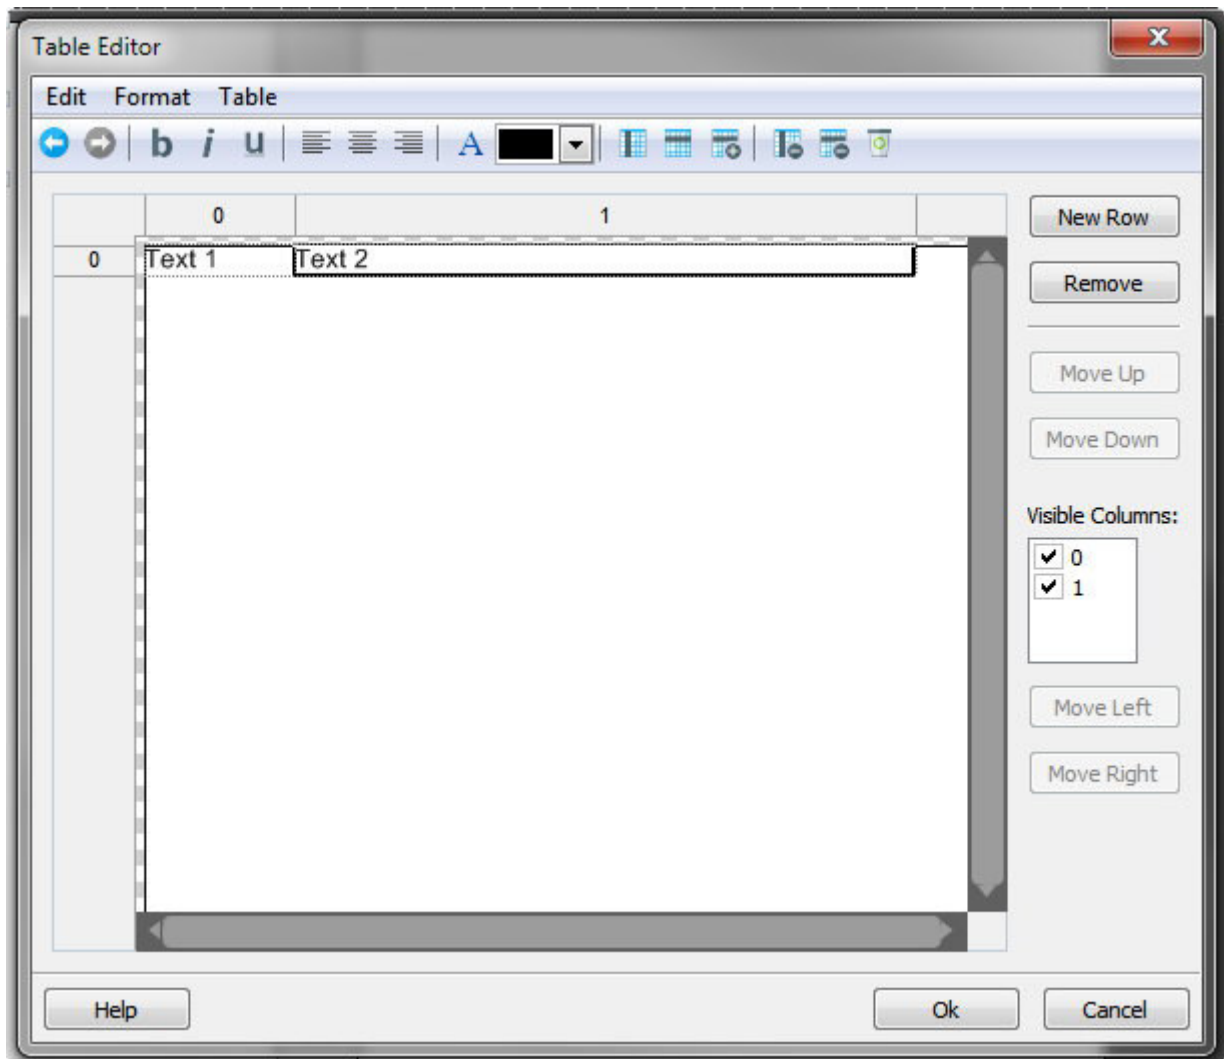 Table Editor
Edit Format Table
b i u A
0 1
New Row
0 Text 1 Text 2
Remove
Move Up
Move Down
Visible Columns:
0
1
Move Left
Move Right
Help Ok Cancel